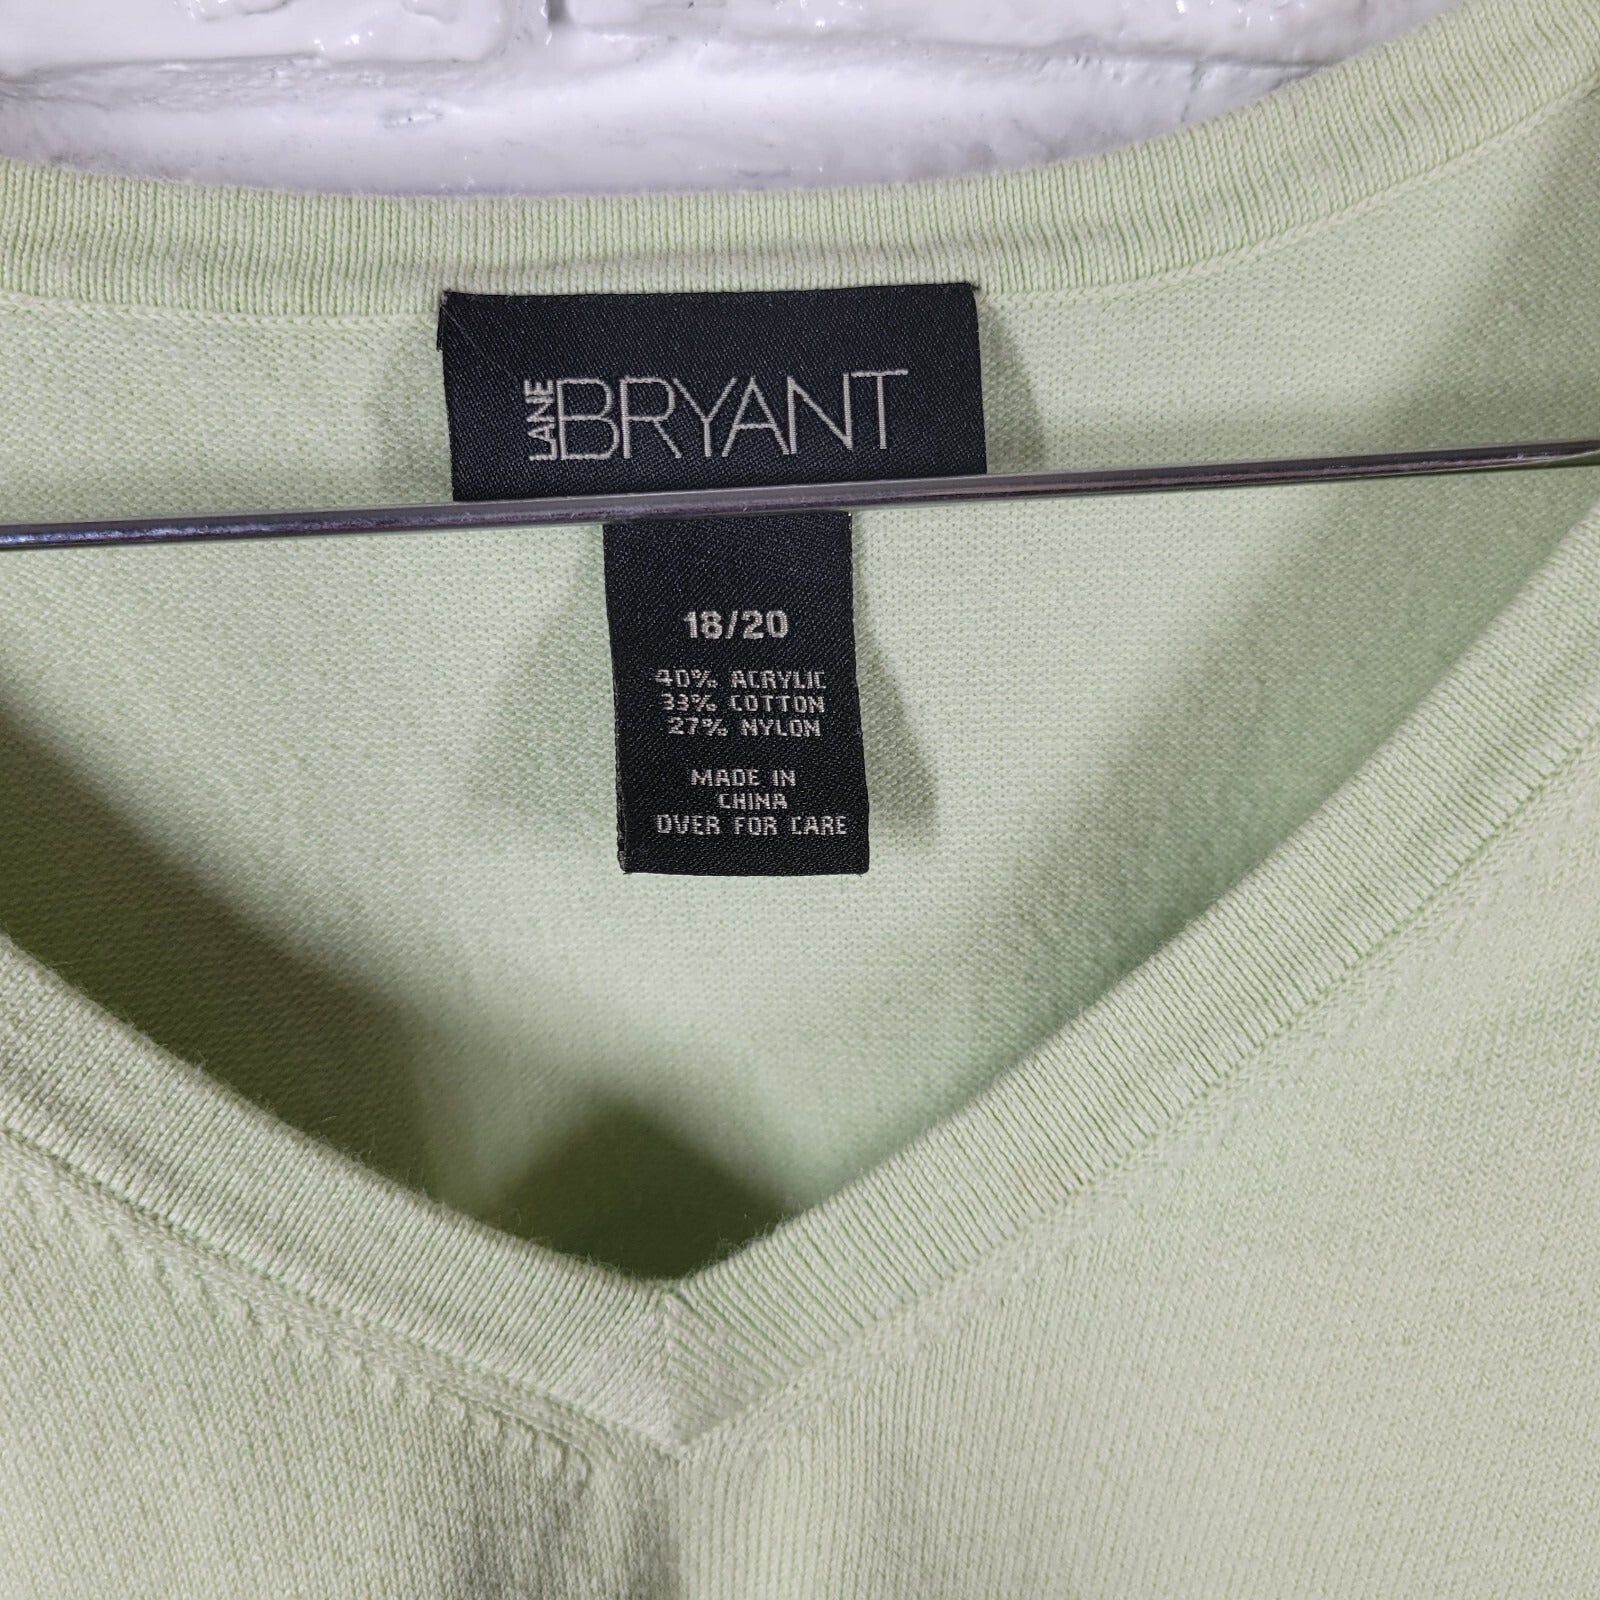 LANE BRYANT
18/20
40% ACRYLIC
33% COTTON
27% NYLON
MADE IN
CHINA
OVER FOR CARE